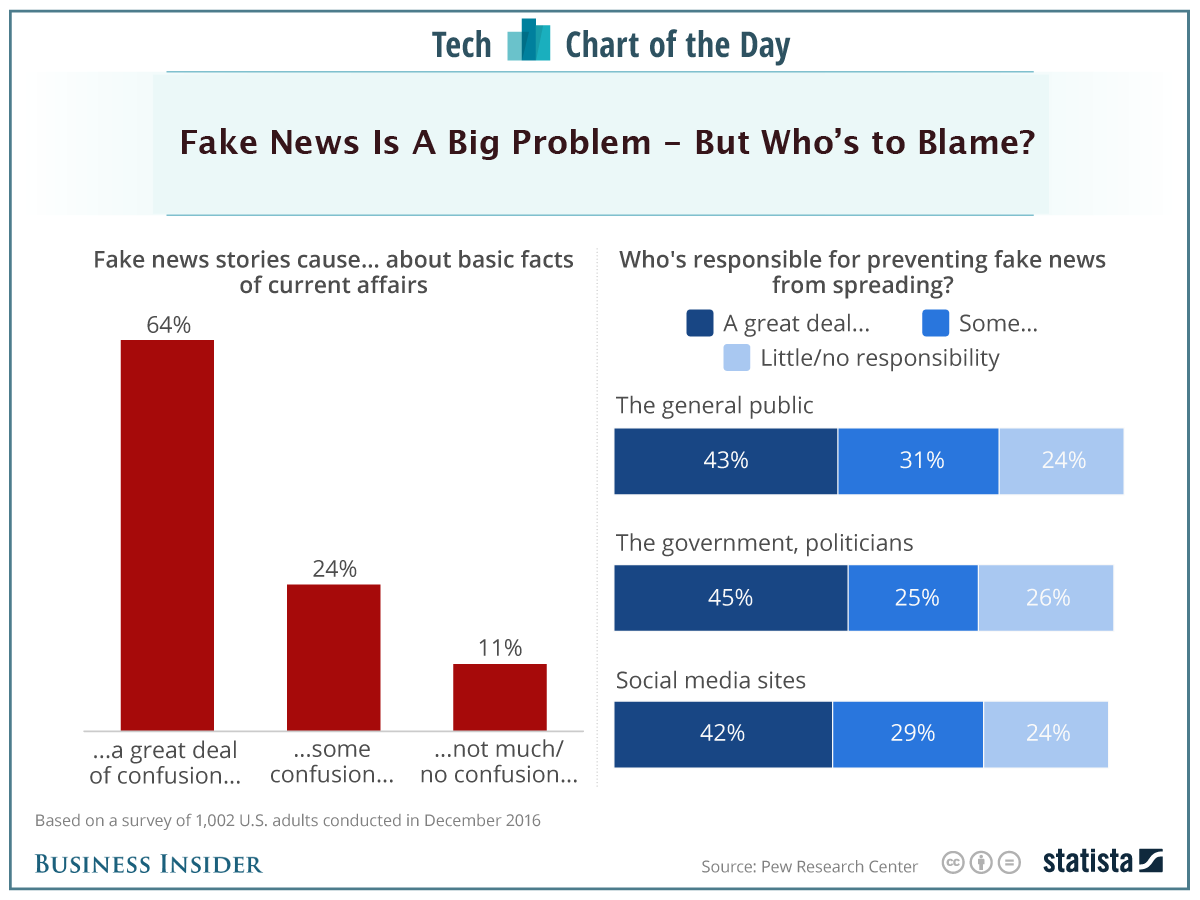 Tech Chart of the Day
Fake News Is A Big Problem – But Who's to Blame?
Fake news stories cause... about basic facts
of current affairs
64%
24%
11%
...a great deal
of confusion...
...some
confusion...
...not much/
no confusion...
Who's responsible for preventing fake news
from spreading?
A great deal...
Some...
Little/no responsibility
The general public
43% 31% 24%
The government, politicians
45% 25% 26%
Social media sites
42% 29% 24%
Based on a survey of 1,002 U.S. adults conducted in December 2016
BUSINESS INSIDER
Source: Pew Research Center
cc
statista